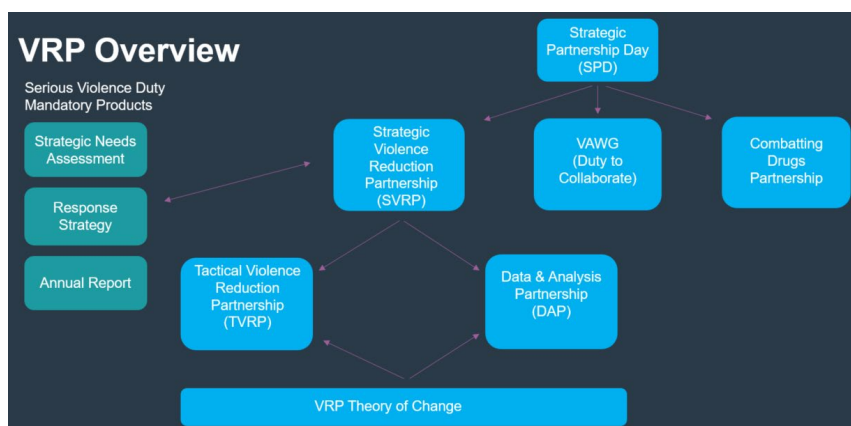 VRP Overview
Serious Violence Duty
Mandatory Products
Strategic Needs
Assessment
Response
Strategy
Annual Report
Strategic
Partnership Day
(SPD)
Strategic
Violence
Reduction
Partnership
(SVRP)
VAWG
(Duty to
Collaborate)
Combatting
Drugs
Partnership
Tactical Violence
Reduction
Partnership
(TVRP)
Data & Analysis
Partnership
(DAP)
VRP Theory of Change